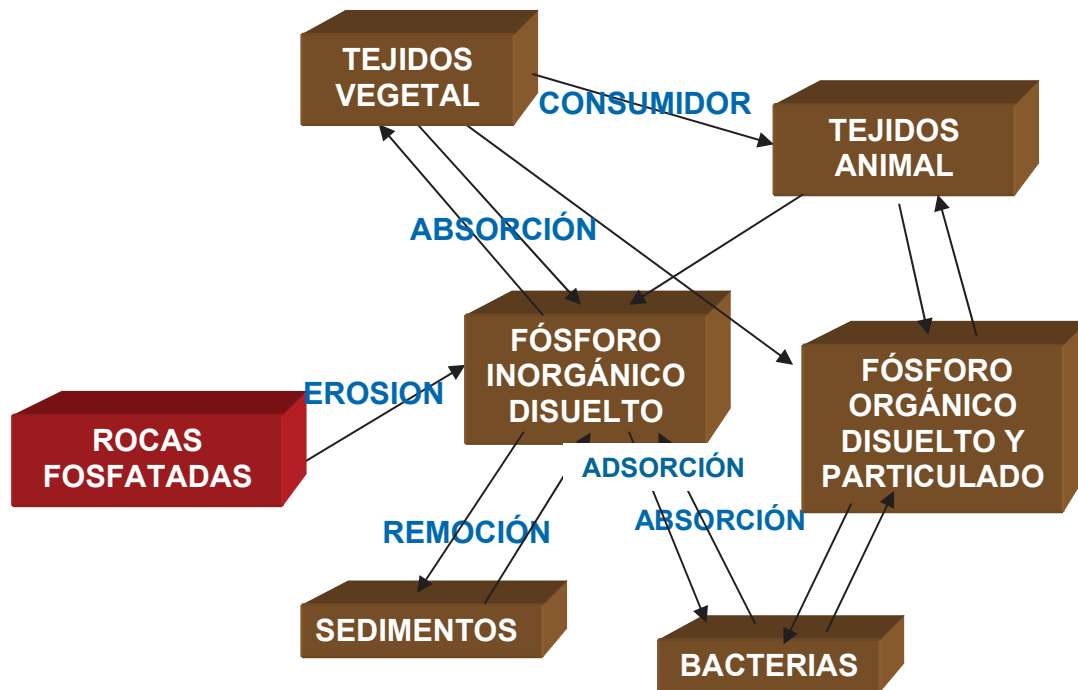 TEJIDOS
VEGETAL
CONSUMIDOR
TEJIDOS
ANIMAL
ABSORCIÓN
FÓSFORO
INORGÁNICO
DISUELTO
FÓSFORO
ORGÁNICO
DISUELTO Y
PARTICULADO
EROSION
ROCAS
FOSFATADAS
ADSORCIÓN
REMOCIÓN
ABSORCIÓN
SEDIMENTOS
BACTERIAS